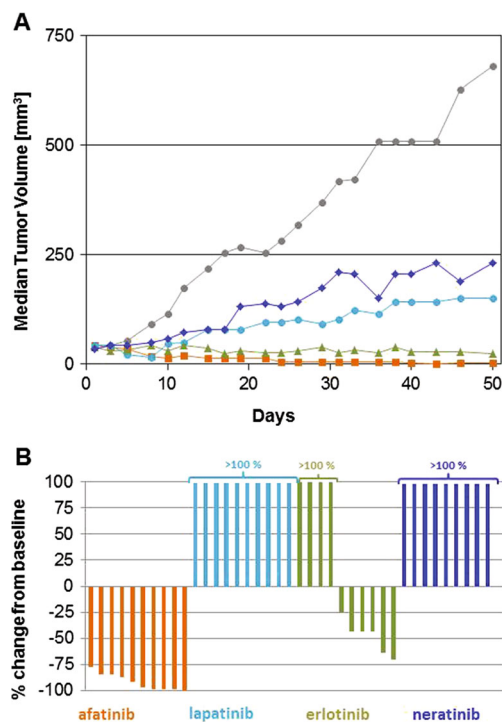 A
750
500
250
0
Median Tumor Volume [mm³]
0 10 20 30 40 50
Days
B
>100 % >100 % >100 %
100
75
50
25
0
-25
-50
-75
-100
% change from baseline
afatinib lapatinib erlotinib neratinib